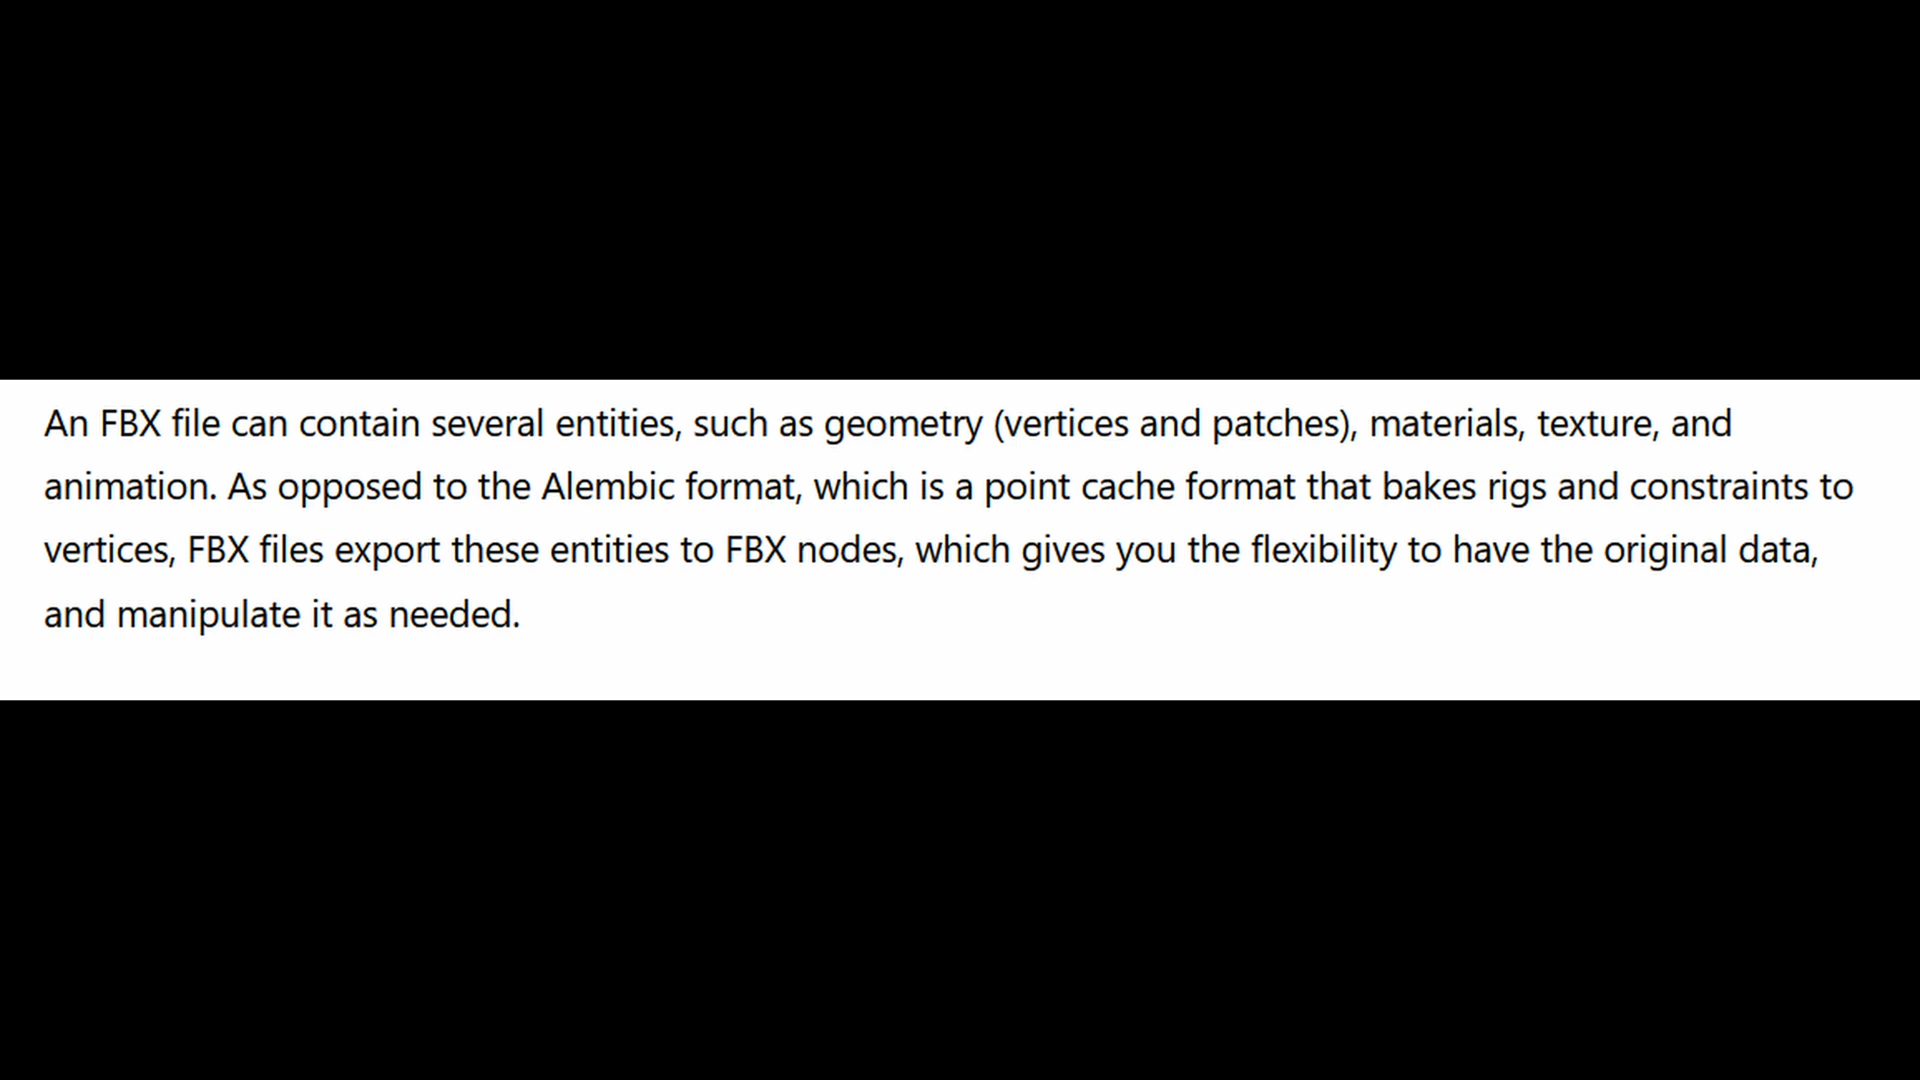 An FBX file can contain several entities, such as geometry (vertices and patches), materials, texture, and
animation. As opposed to the Alembic format, which is a point cache format that bakes rigs and constraints to
vertices, FBX files export these entities to FBX nodes, which gives you the flexibility to have the original data,
and manipulate it as needed.